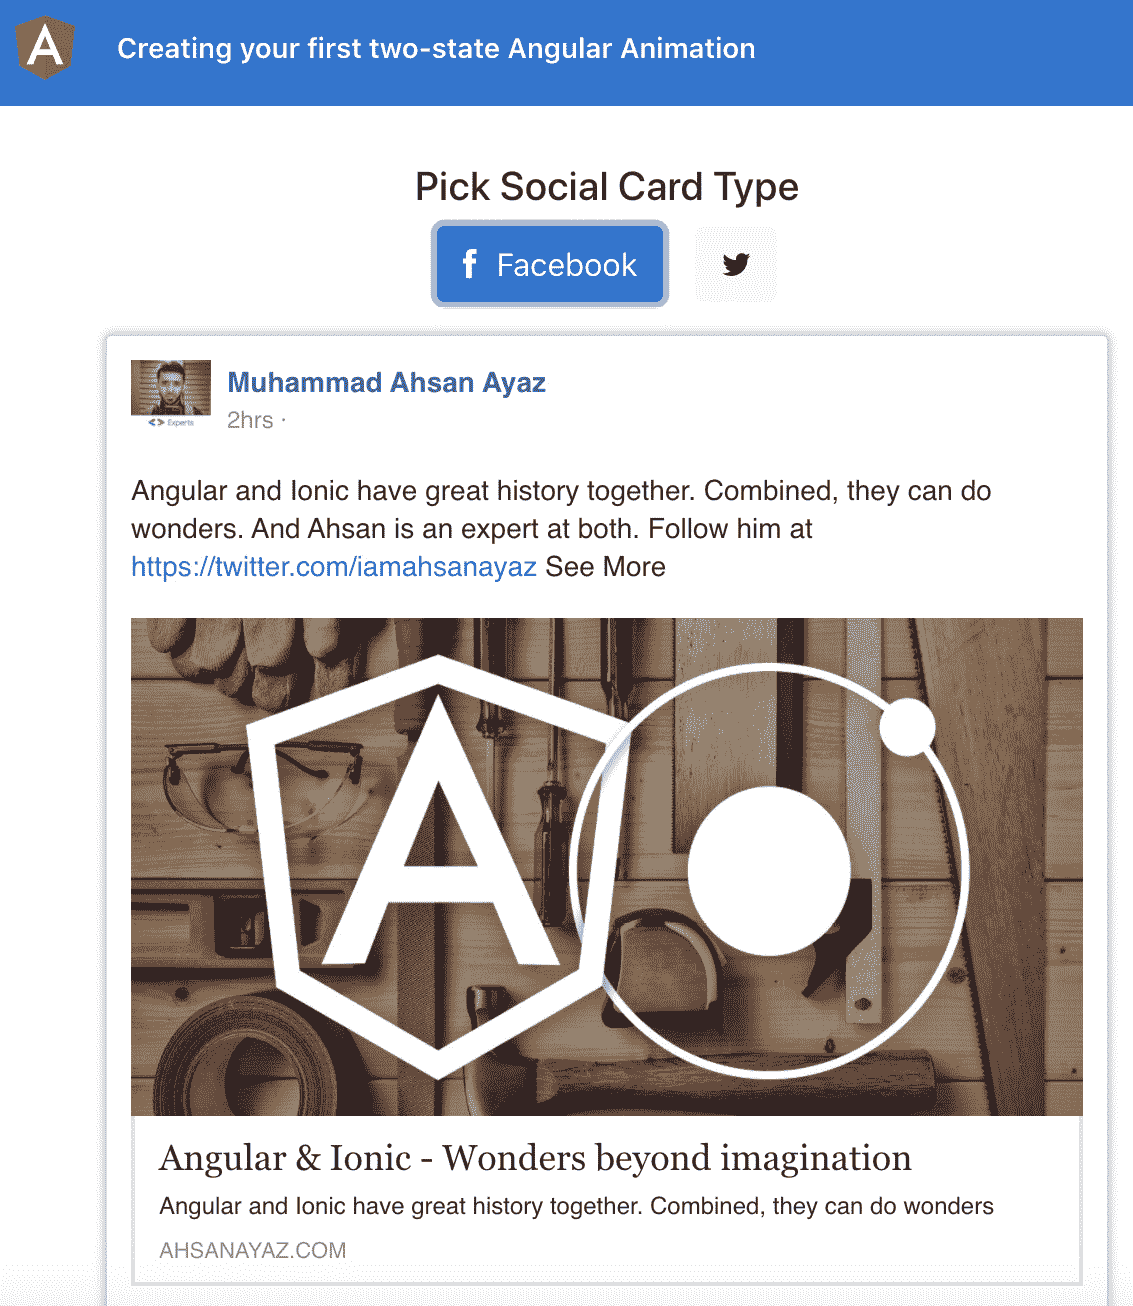 Creating your first two-state Angular Animation
Pick Social Card Type
Facebook
Muhammad Ahsan Ayaz
<> Experts
2hrs ·
Angular and Ionic have great history together. Combined, they can do
wonders. And Ahsan is an expert at both. Follow him at
https://twitter.com/iamahsanayaz See More
Angular & Ionic - Wonders beyond imagination
Angular and Ionic have great history together. Combined, they can do wonders
AHSANAYAZ.COM